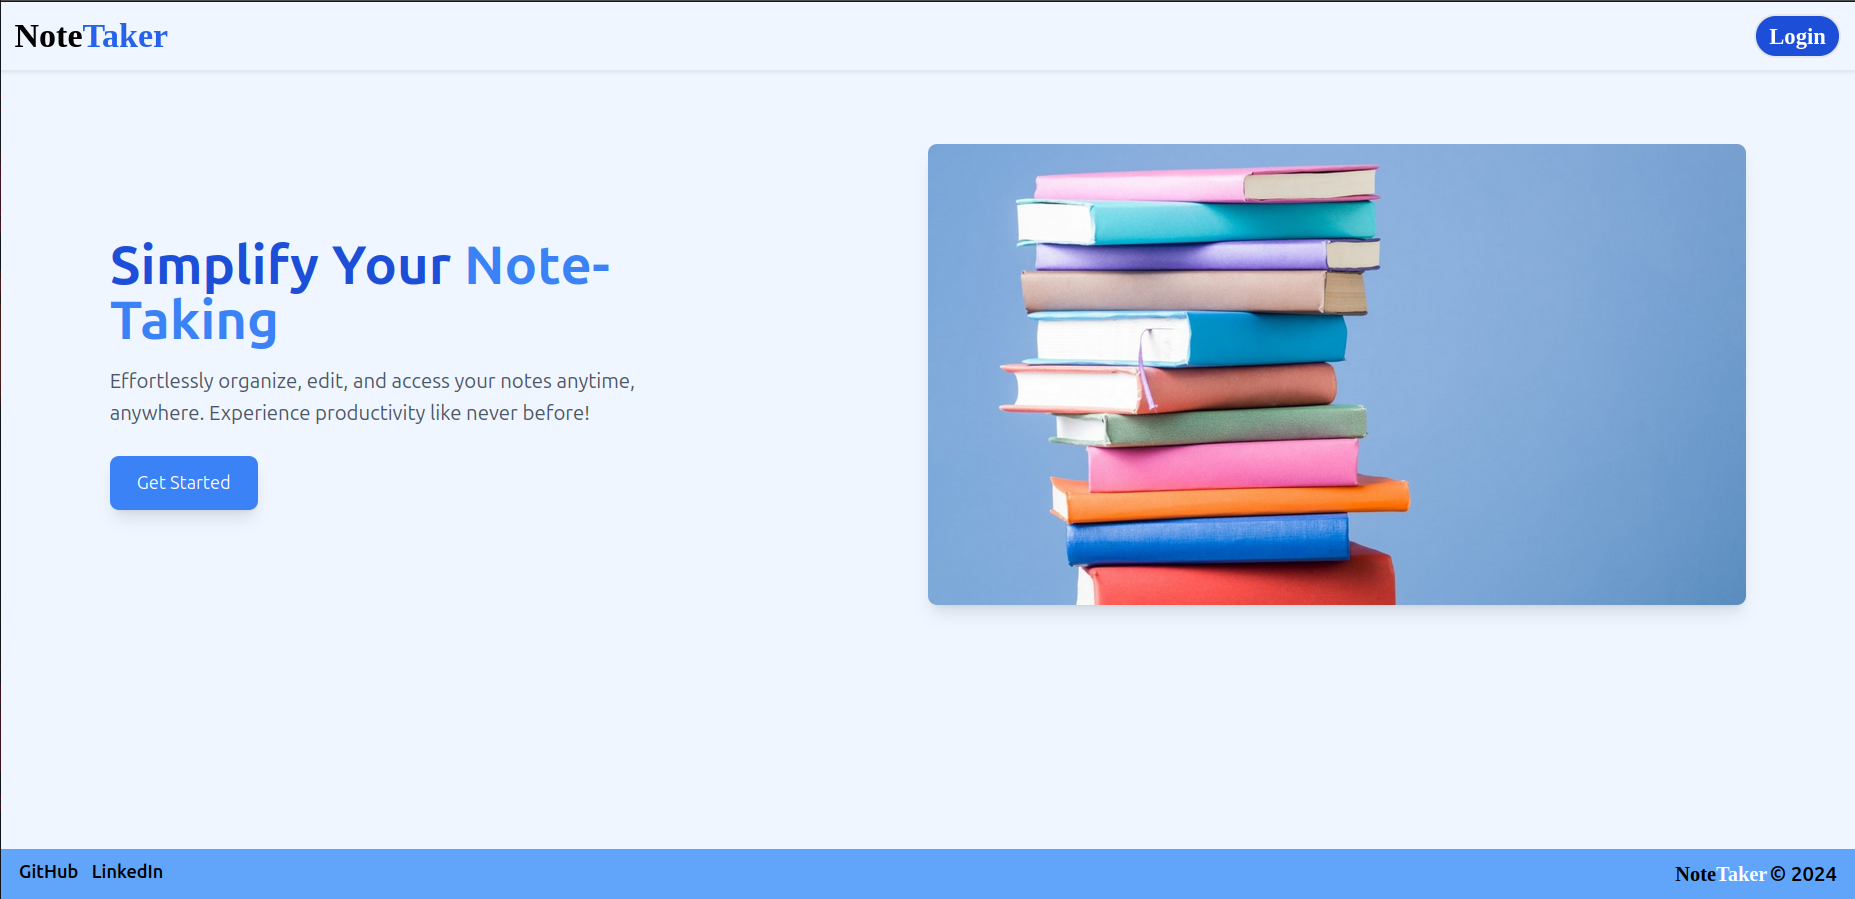 NoteTaker
Login
Simplify Your Note-
Taking
Effortlessly organize, edit, and access your notes anytime,
anywhere. Experience productivity like never before!
Get Started
GitHub LinkedIn
NoteTaker © 2024